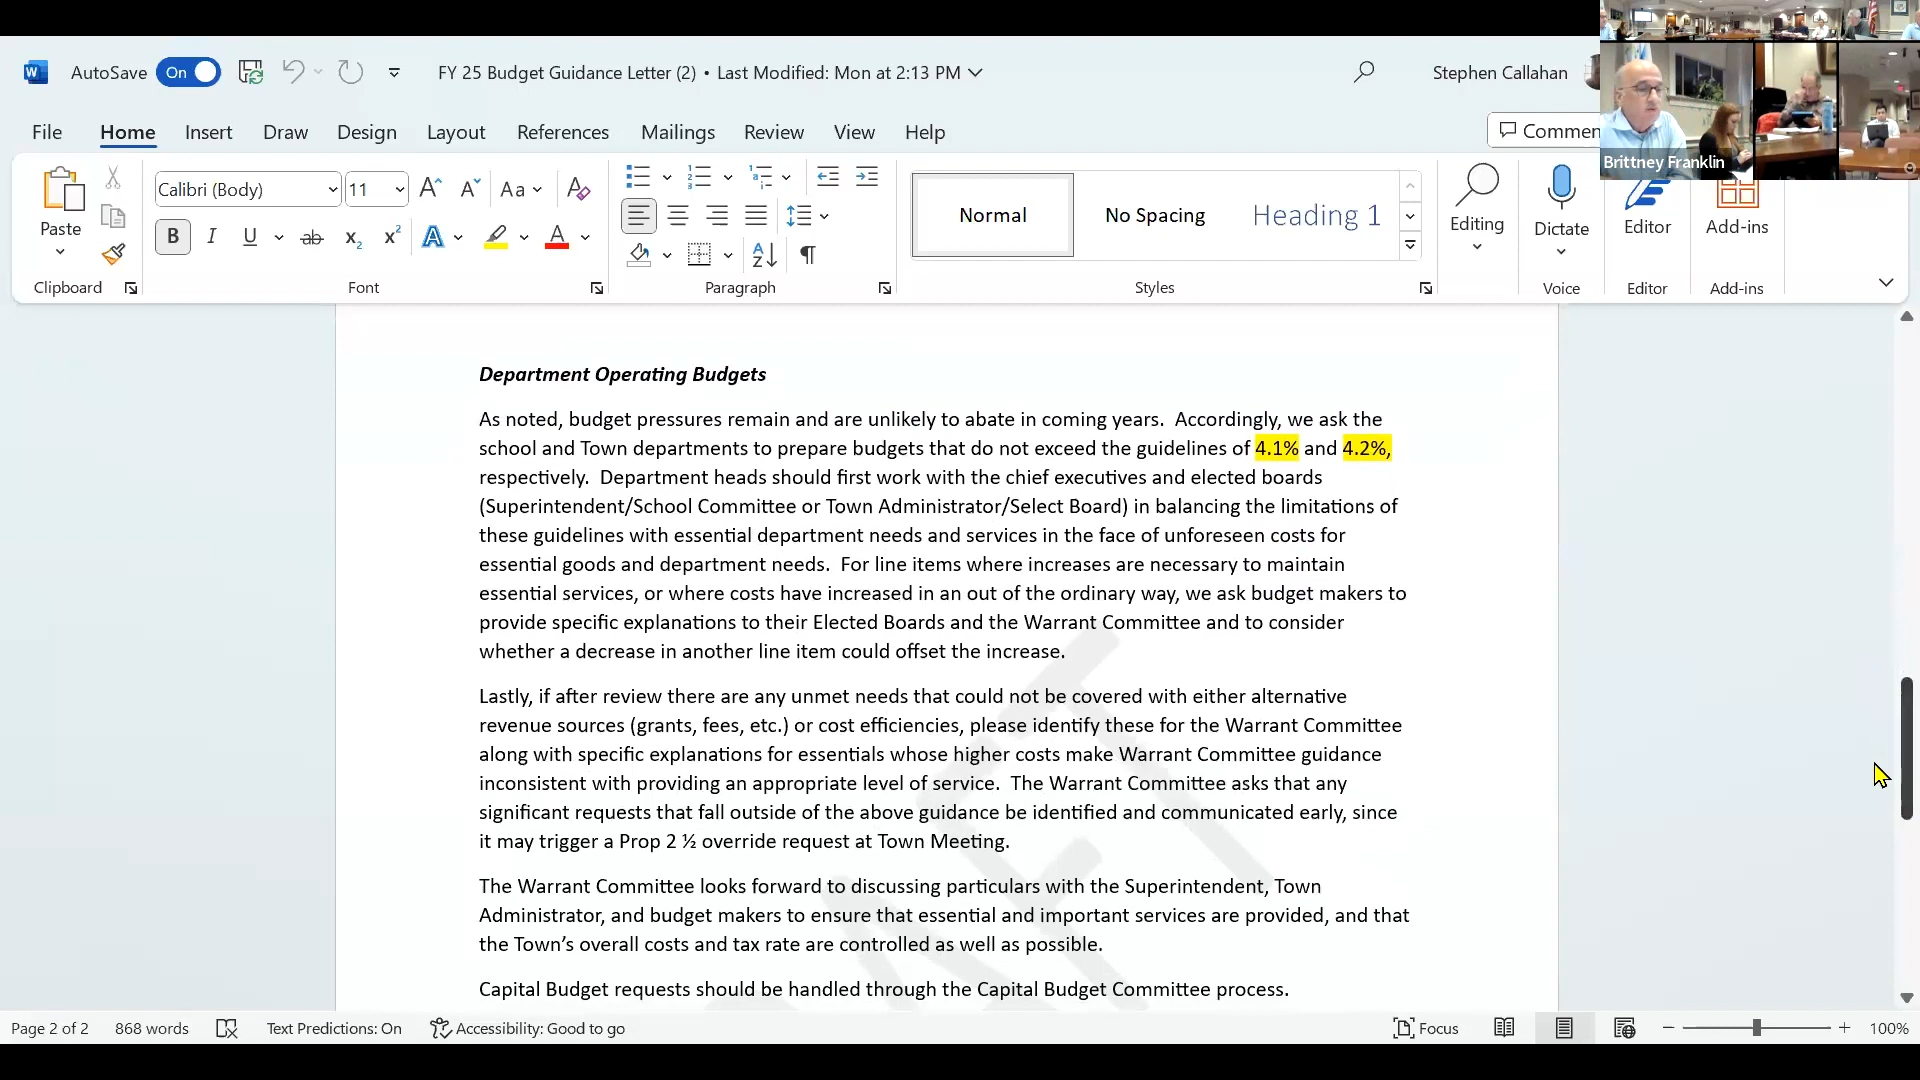 AutoSave On FY 25 Budget Guidance Letter (2) • Last Modified: Mon at 2:13 PM Stephen Callahan
File Home Insert Draw Design Layout References Mailings Review View Help Commen
Brittney Franklin
Calibri (Body) 11 Aa
Paste B I U ab x₂ x² A A Normal No Spacing Heading 1 Editing Dictate Editor Add-ins
Clipboard Font Paragraph Styles Voice Editor Add-ins
Department Operating Budgets
As noted, budget pressures remain and are unlikely to abate in coming years. Accordingly, we ask the
school and Town departments to prepare budgets that do not exceed the guidelines of 4.1% and 4.2%,
respectively. Department heads should first work with the chief executives and elected boards
(Superintendent/School Committee or Town Administrator/Select Board) in balancing the limitations of
these guidelines with essential department needs and services in the face of unforeseen costs for
essential goods and department needs. For line items where increases are necessary to maintain
essential services, or where costs have increased in an out of the ordinary way, we ask budget makers to
provide specific explanations to their Elected Boards and the Warrant Committee and to consider
whether a decrease in another line item could offset the increase.
Lastly, if after review there are any unmet needs that could not be covered with either alternative
revenue sources (grants, fees, etc.) or cost efficiencies, please identify these for the Warrant Committee
along with specific explanations for essentials whose higher costs make Warrant Committee guidance
inconsistent with providing an appropriate level of service. The Warrant Committee asks that any
significant requests that fall outside of the above guidance be identified and communicated early, since
it may trigger a Prop 2 ½ override request at Town Meeting.
The Warrant Committee looks forward to discussing particulars with the Superintendent, Town
Administrator, and budget makers to ensure that essential and important services are provided, and that
the Town’s overall costs and tax rate are controlled as well as possible.
Capital Budget requests should be handled through the Capital Budget Committee process.
Page 2 of 2 868 words Text Predictions: On Accessibility: Good to go Focus 100%